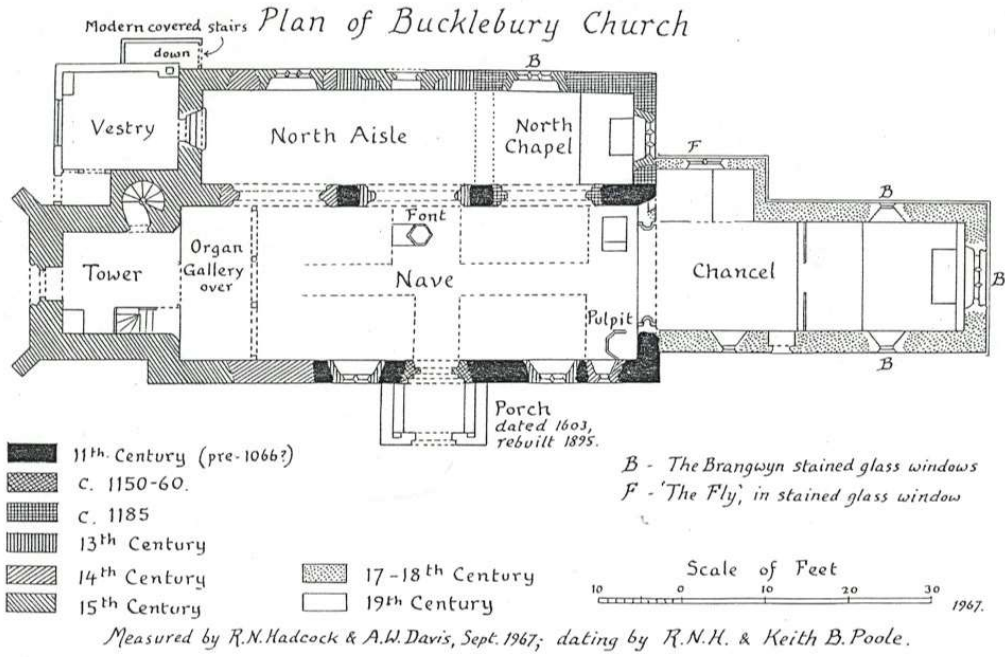 Plan of Bucklebury Church
Modern covered stairs
down
B
Vestry
North Aisle
North
Chapel
F
B
Font
Organ
Gallery
over
Tower
Nave
Chancel
B
Pulpit
B
Porch
dated 1603,
rebuilt 1895.
11th Century (pre-1066?)
C. 1150-60.
C. 1185
13th Century
14th Century
15th Century
17-18th Century
19th Century
B - The Brangwyn stained glass windows
F - 'The Fly', in stained glass window
Scale of Feet
10 0 10 20 30
1967.
Measured by R.N.Hadcock & A.W.Davis, Sept. 1967; dating by R.N.H. & Keith B.Poole.